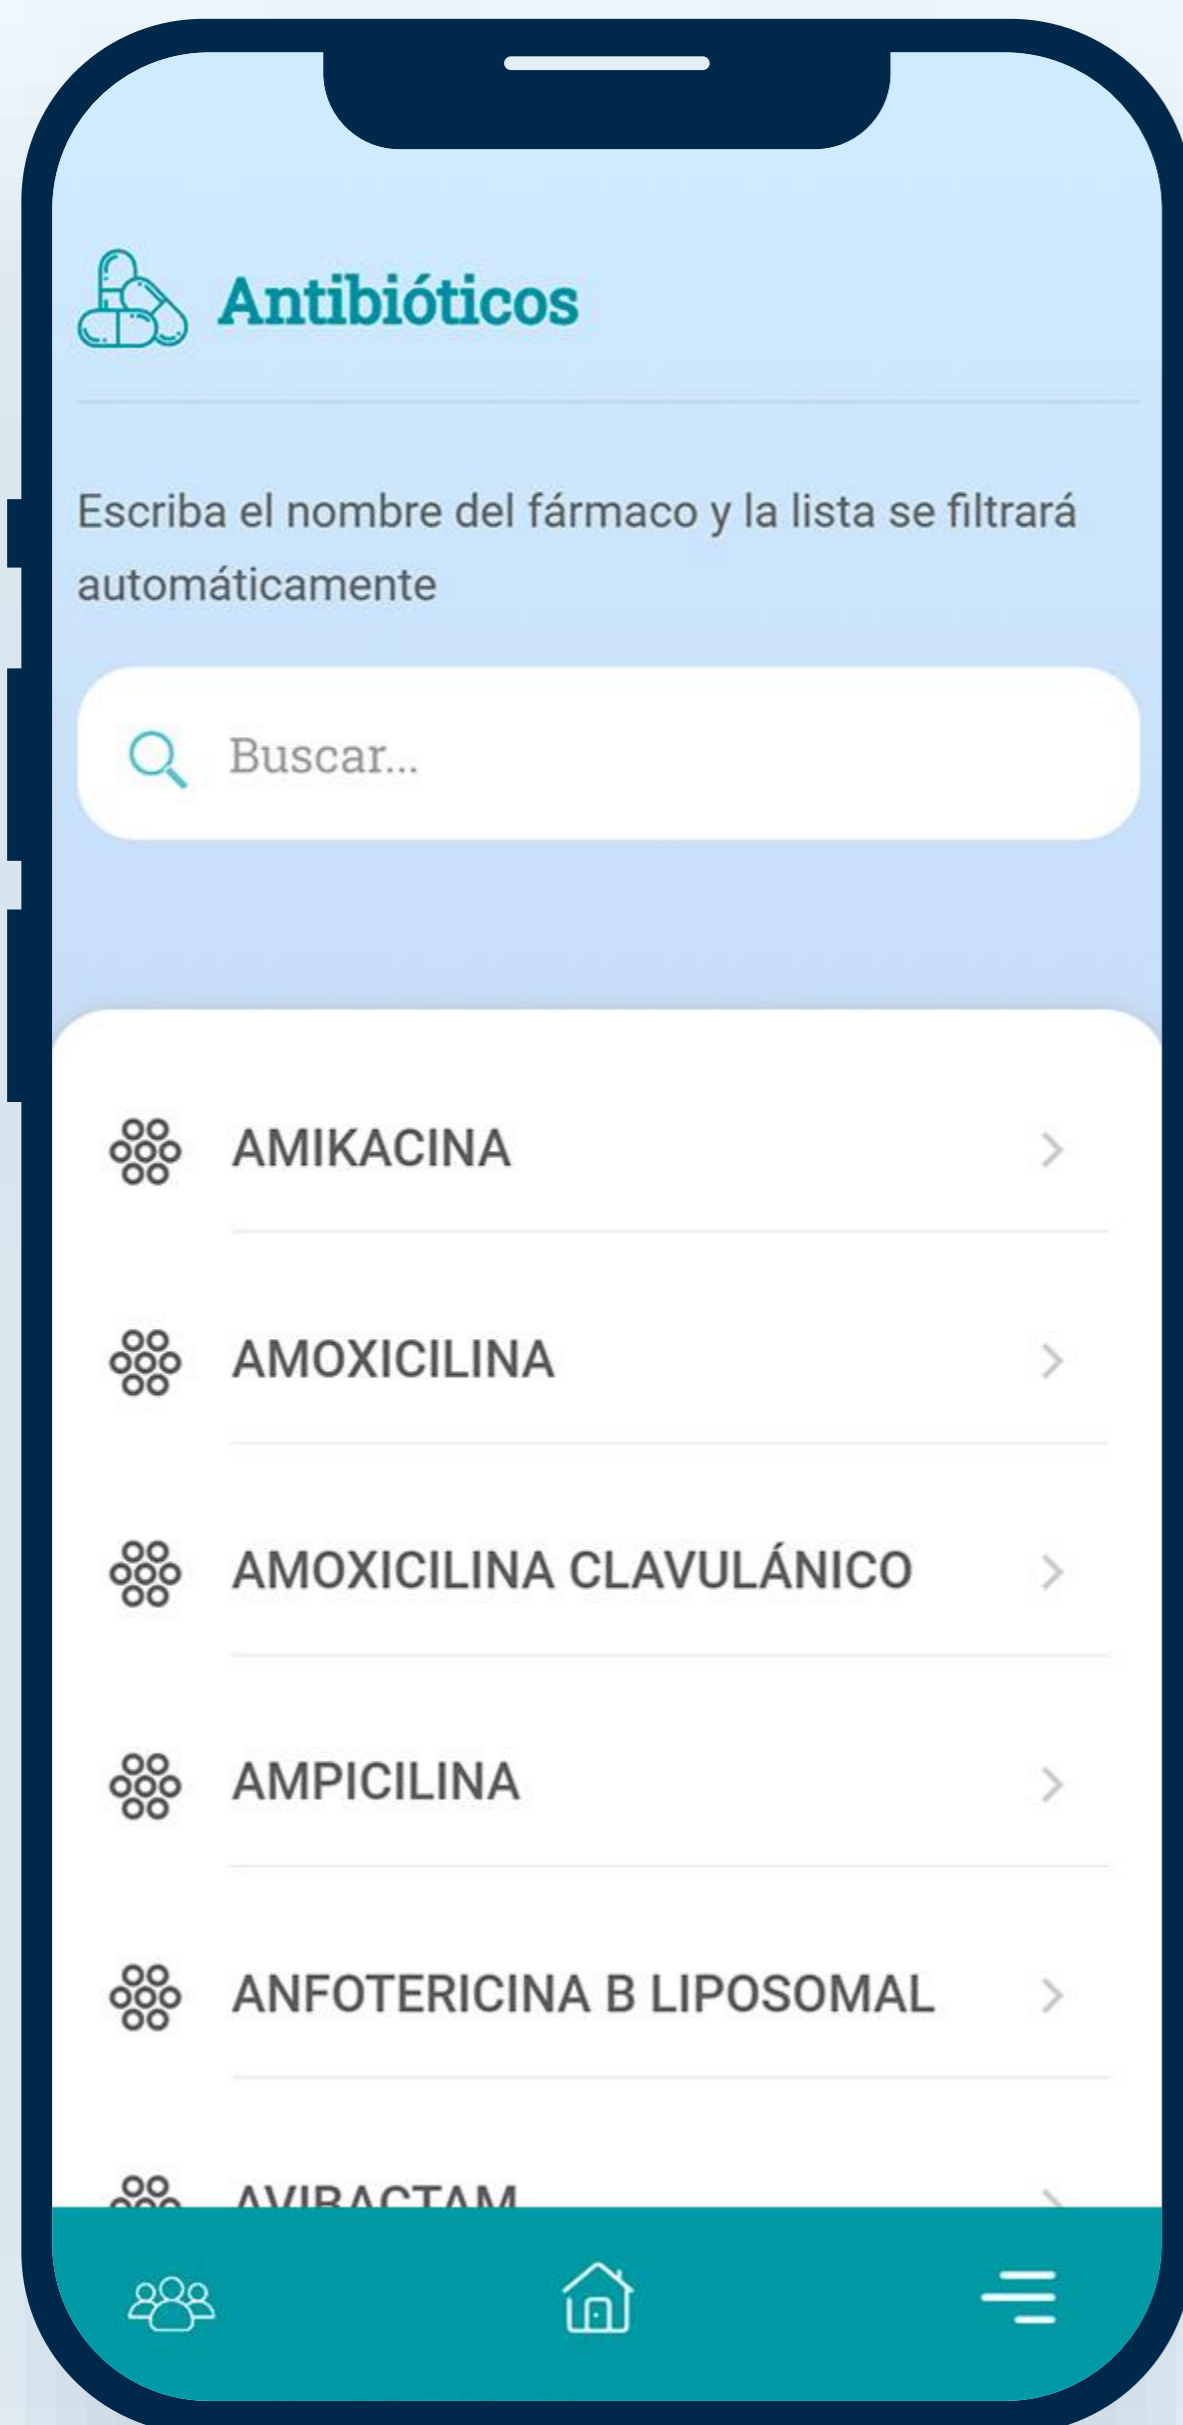 Antibióticos
Escriba el nombre del fármaco y la lista se filtrará
automáticamente
Buscar...
AMIKACINA
AMOXICILINA
AMOXICILINA CLAVULÁNICO
AMPICILINA
ANFOTERICINA B LIPOSOMAL
AVIBACTAM